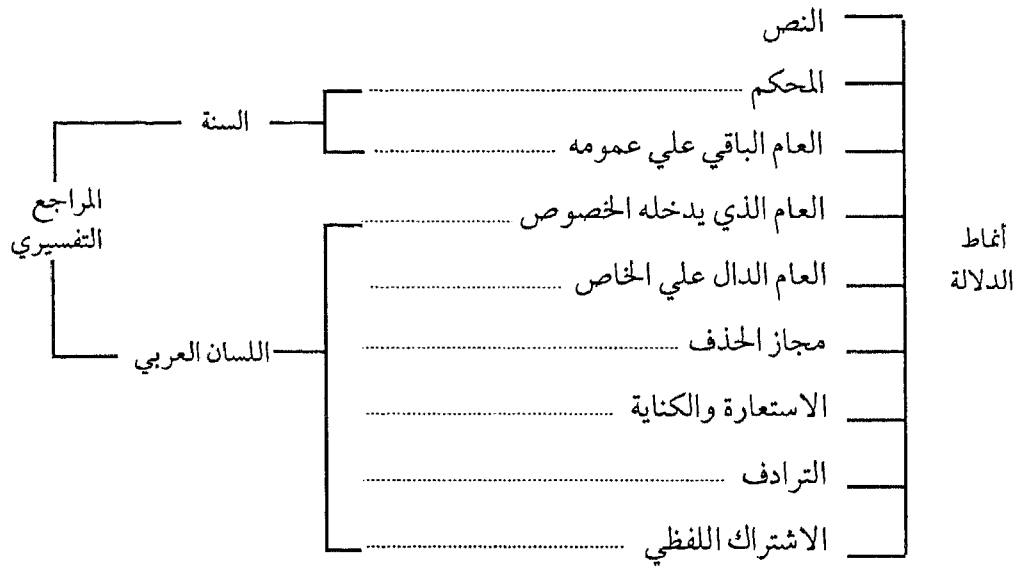 أنماط
الدلالة
النص
المحكم
العام الباقي علي عمومه
العام الذي يدخله الخصوص
العام الدال علي الخاص
مجاز الحذف
الاستعارة والكناية
الترادف
الاشتراك اللفظي
السنة
اللسان العربي
المراجع
التفسيري